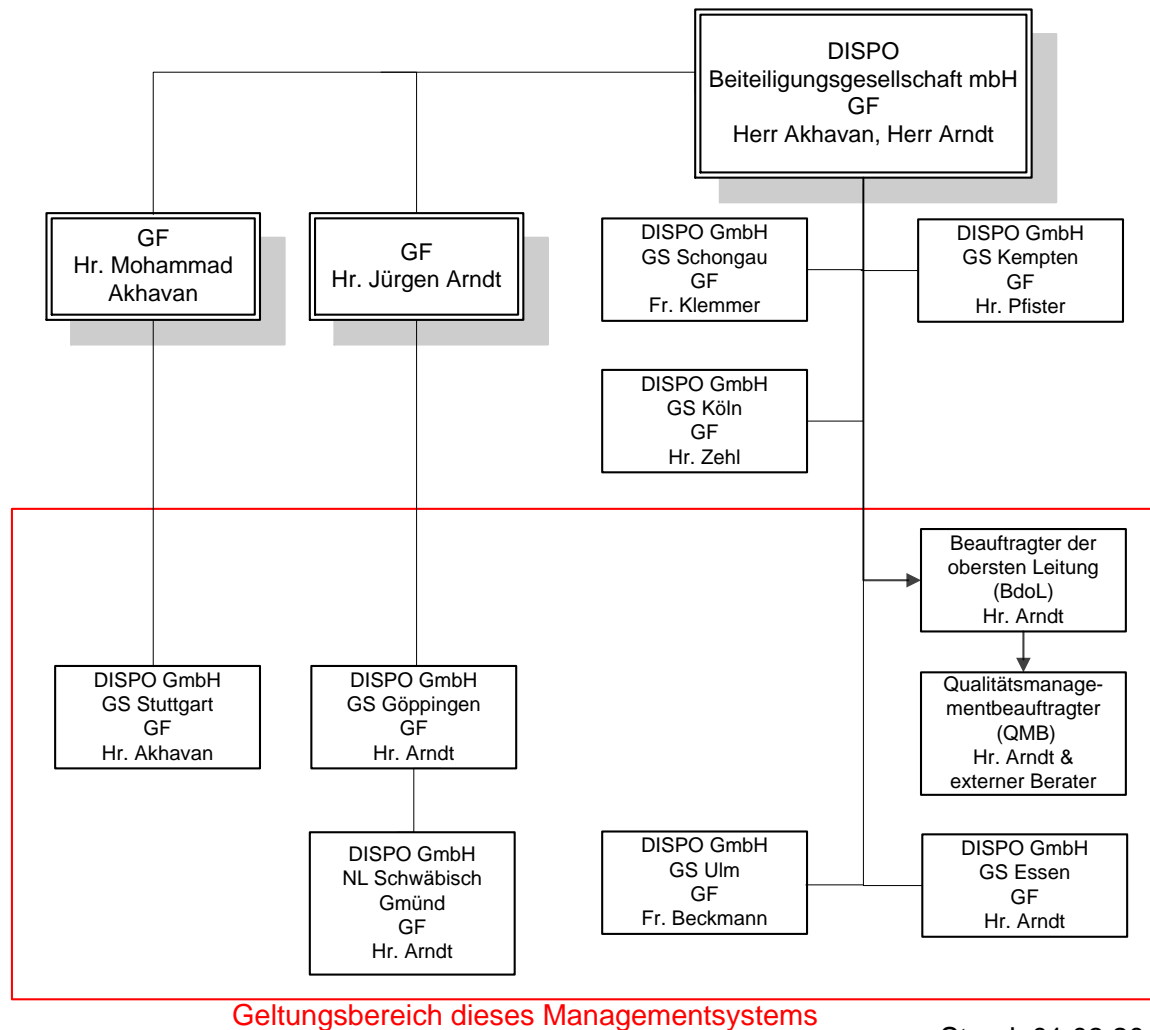 DISPO
Beiteiligungsgesellschaft mbH
GF
Herr Akhavan, Herr Arndt
GF
Hr. Mohammad
Akhavan
GF
Hr. Jürgen Arndt
DISPO GmbH
GS Schongau
GF
Fr. Klemmer
DISPO GmbH
GS Kempten
GF
Hr. Pfister
DISPO GmbH
GS Köln
GF
Hr. Zehl
Beauftragter der
obersten Leitung
(BdoL)
Hr. Arndt
DISPO GmbH
GS Stuttgart
GF
Hr. Akhavan
DISPO GmbH
GS Göppingen
GF
Hr. Arndt
Qualitätsmanage-
mentbeauftragter
(QMB)
Hr. Arndt &
externer Berater
DISPO GmbH
NL Schwäbisch
Gmünd
GF
Hr. Arndt
DISPO GmbH
GS Ulm
GF
Fr. Beckmann
DISPO GmbH
GS Essen
GF
Hr. Arndt
Geltungsbereich dieses Managementsystems